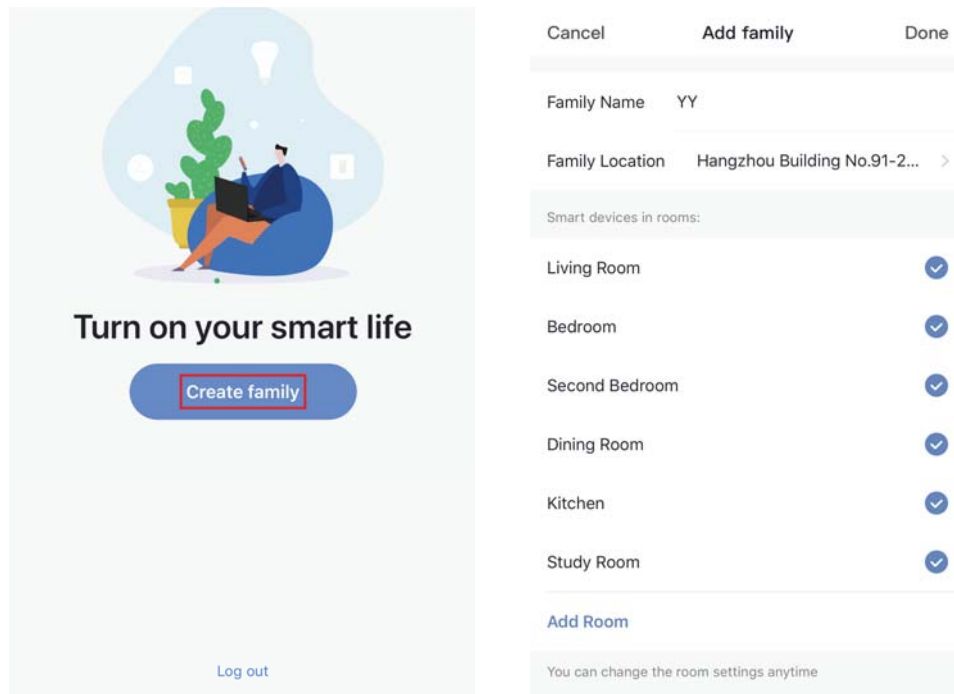 Turn on your smart life
Create family
Log out
Cancel Add family Done
Family Name YY
Family Location Hangzhou Building No.91-2... >
Smart devices in rooms:
Living Room
Bedroom
Second Bedroom
Dining Room
Kitchen
Study Room
Add Room
You can change the room settings anytime